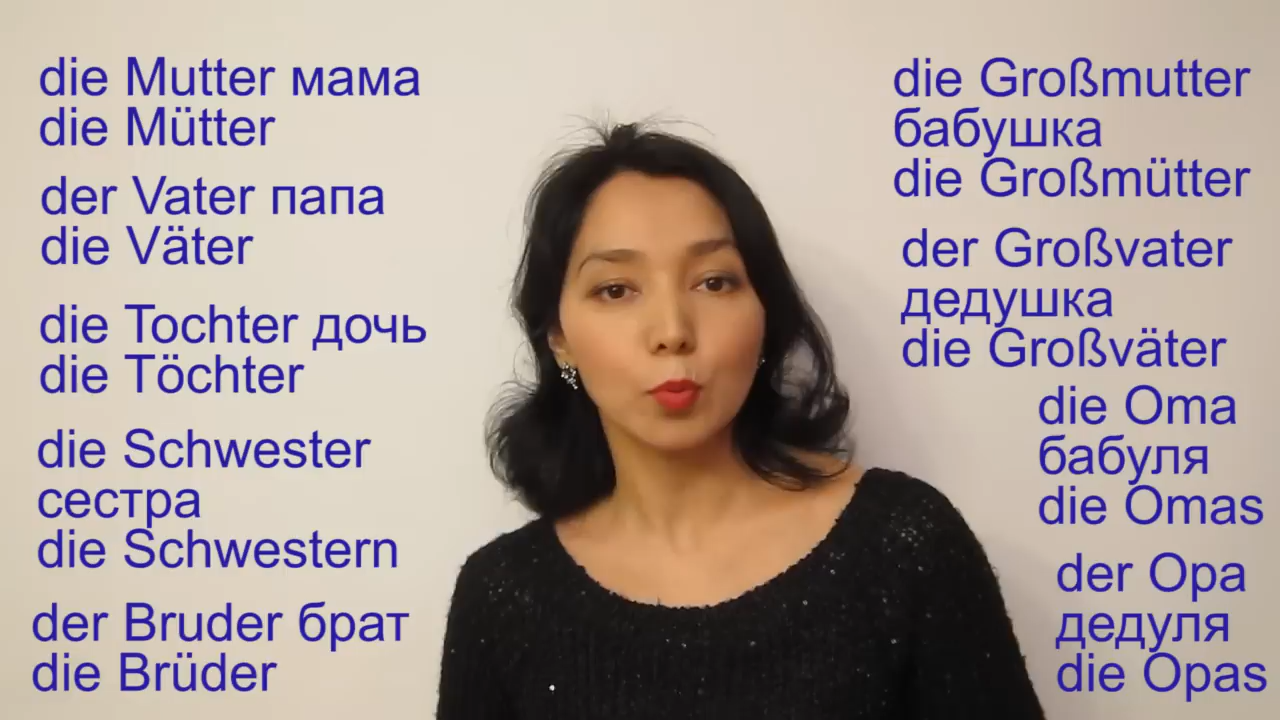 die Mutter мама
die Mütter
der Vater папа
die Väter
die Tochter дочь
die Töchter
die Schwester
сестра
die Schwestern
der Bruder брат
die Brüder
die Großmutter
бабушка
die Großmütter
der Großvater
дедушка
die Großväter
die Oma
бабуля
die Omas
der Opa
дедуля
die Opas